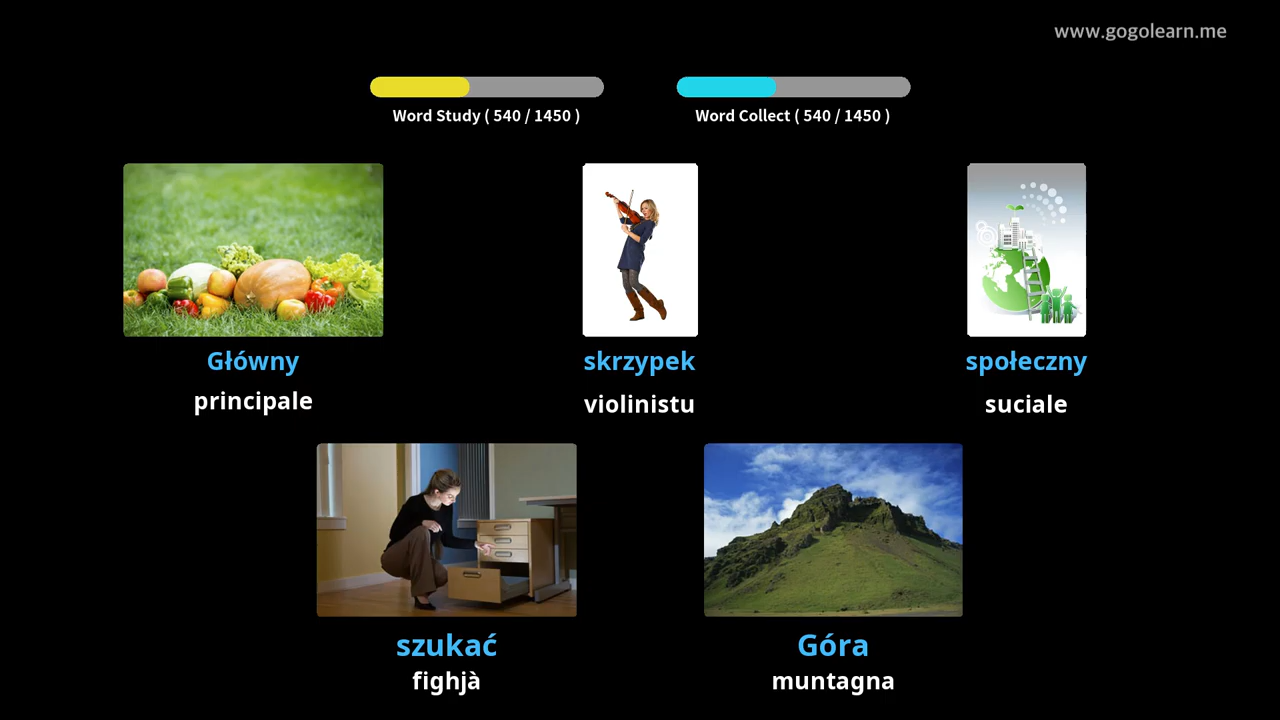 www.gogolearn.me
Word Study ( 540 / 1450 )
Word Collect ( 540 / 1450 )
Główny
principale
skrzypek
violinistu
społeczny
suciale
szukać
fighjà
Góra
muntagna